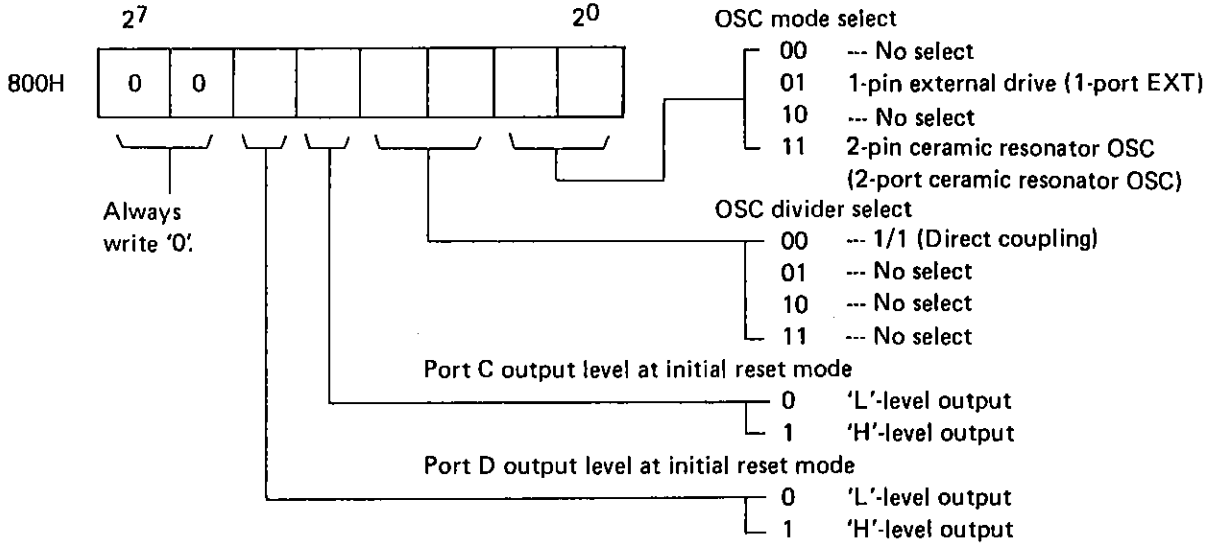 2⁷ 2⁰ OSC mode select
00 --- No select
800H 0 0 01 1-pin external drive (1-port EXT)
10 --- No select
11 2-pin ceramic resonator OSC
(2-port ceramic resonator OSC)
Always
write '0'.
OSC divider select
00 --- 1/1 (Direct coupling)
01 --- No select
10 --- No select
11 --- No select
Port C output level at initial reset mode
0 'L'-level output
1 'H'-level output
Port D output level at initial reset mode
0 'L'-level output
1 'H'-level output